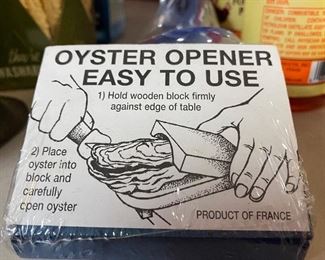 OYSTER OPENER
EASY TO USE
1) Hold wooden block firmly
against edge of table
2) Place
oyster into
block and
carefully
open oyster
PRODUCT OF FRANCE